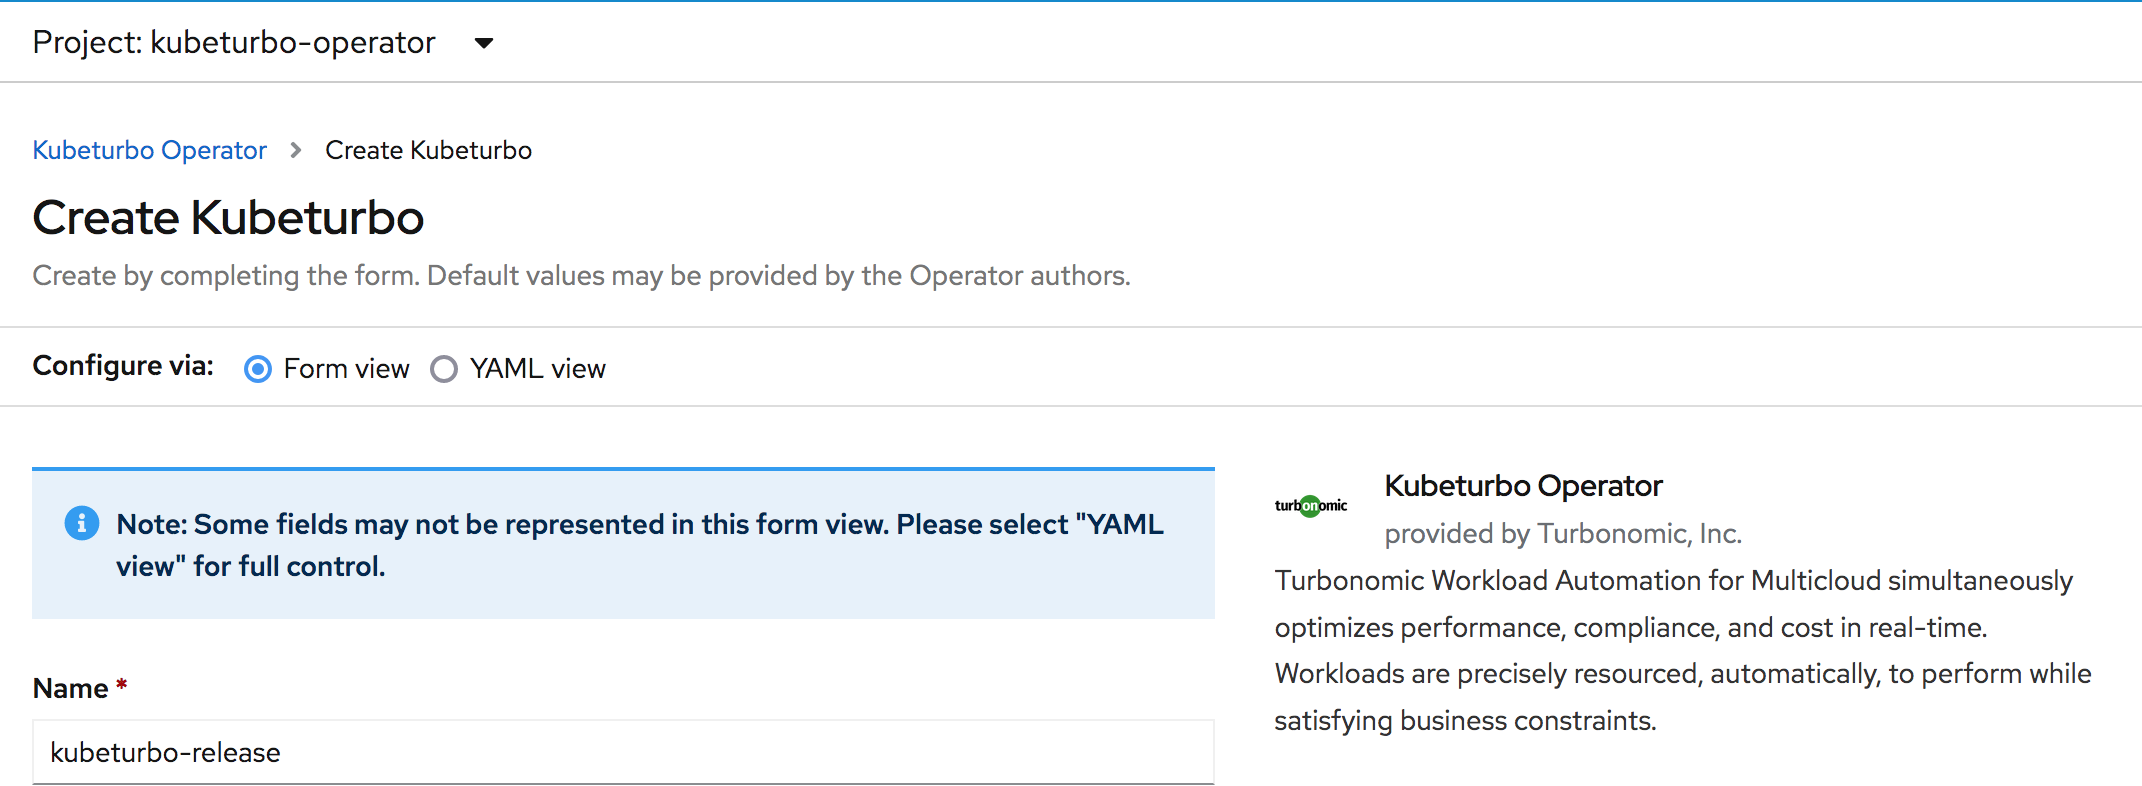 Project: kubeturbo-operator
Kubeturbo Operator > Create Kubeturbo
Create Kubeturbo
Create by completing the form. Default values may be provided by the Operator authors.
Configure via: Form view YAML view
Note: Some fields may not be represented in this form view. Please select "YAML
view" for full control.
Name *
kubeturbo-release
turbonomic
Kubeturbo Operator
provided by Turbonomic, Inc.
Turbonomic Workload Automation for Multicloud simultaneously
optimizes performance, compliance, and cost in real-time.
Workloads are precisely resourced, automatically, to perform while
satisfying business constraints.